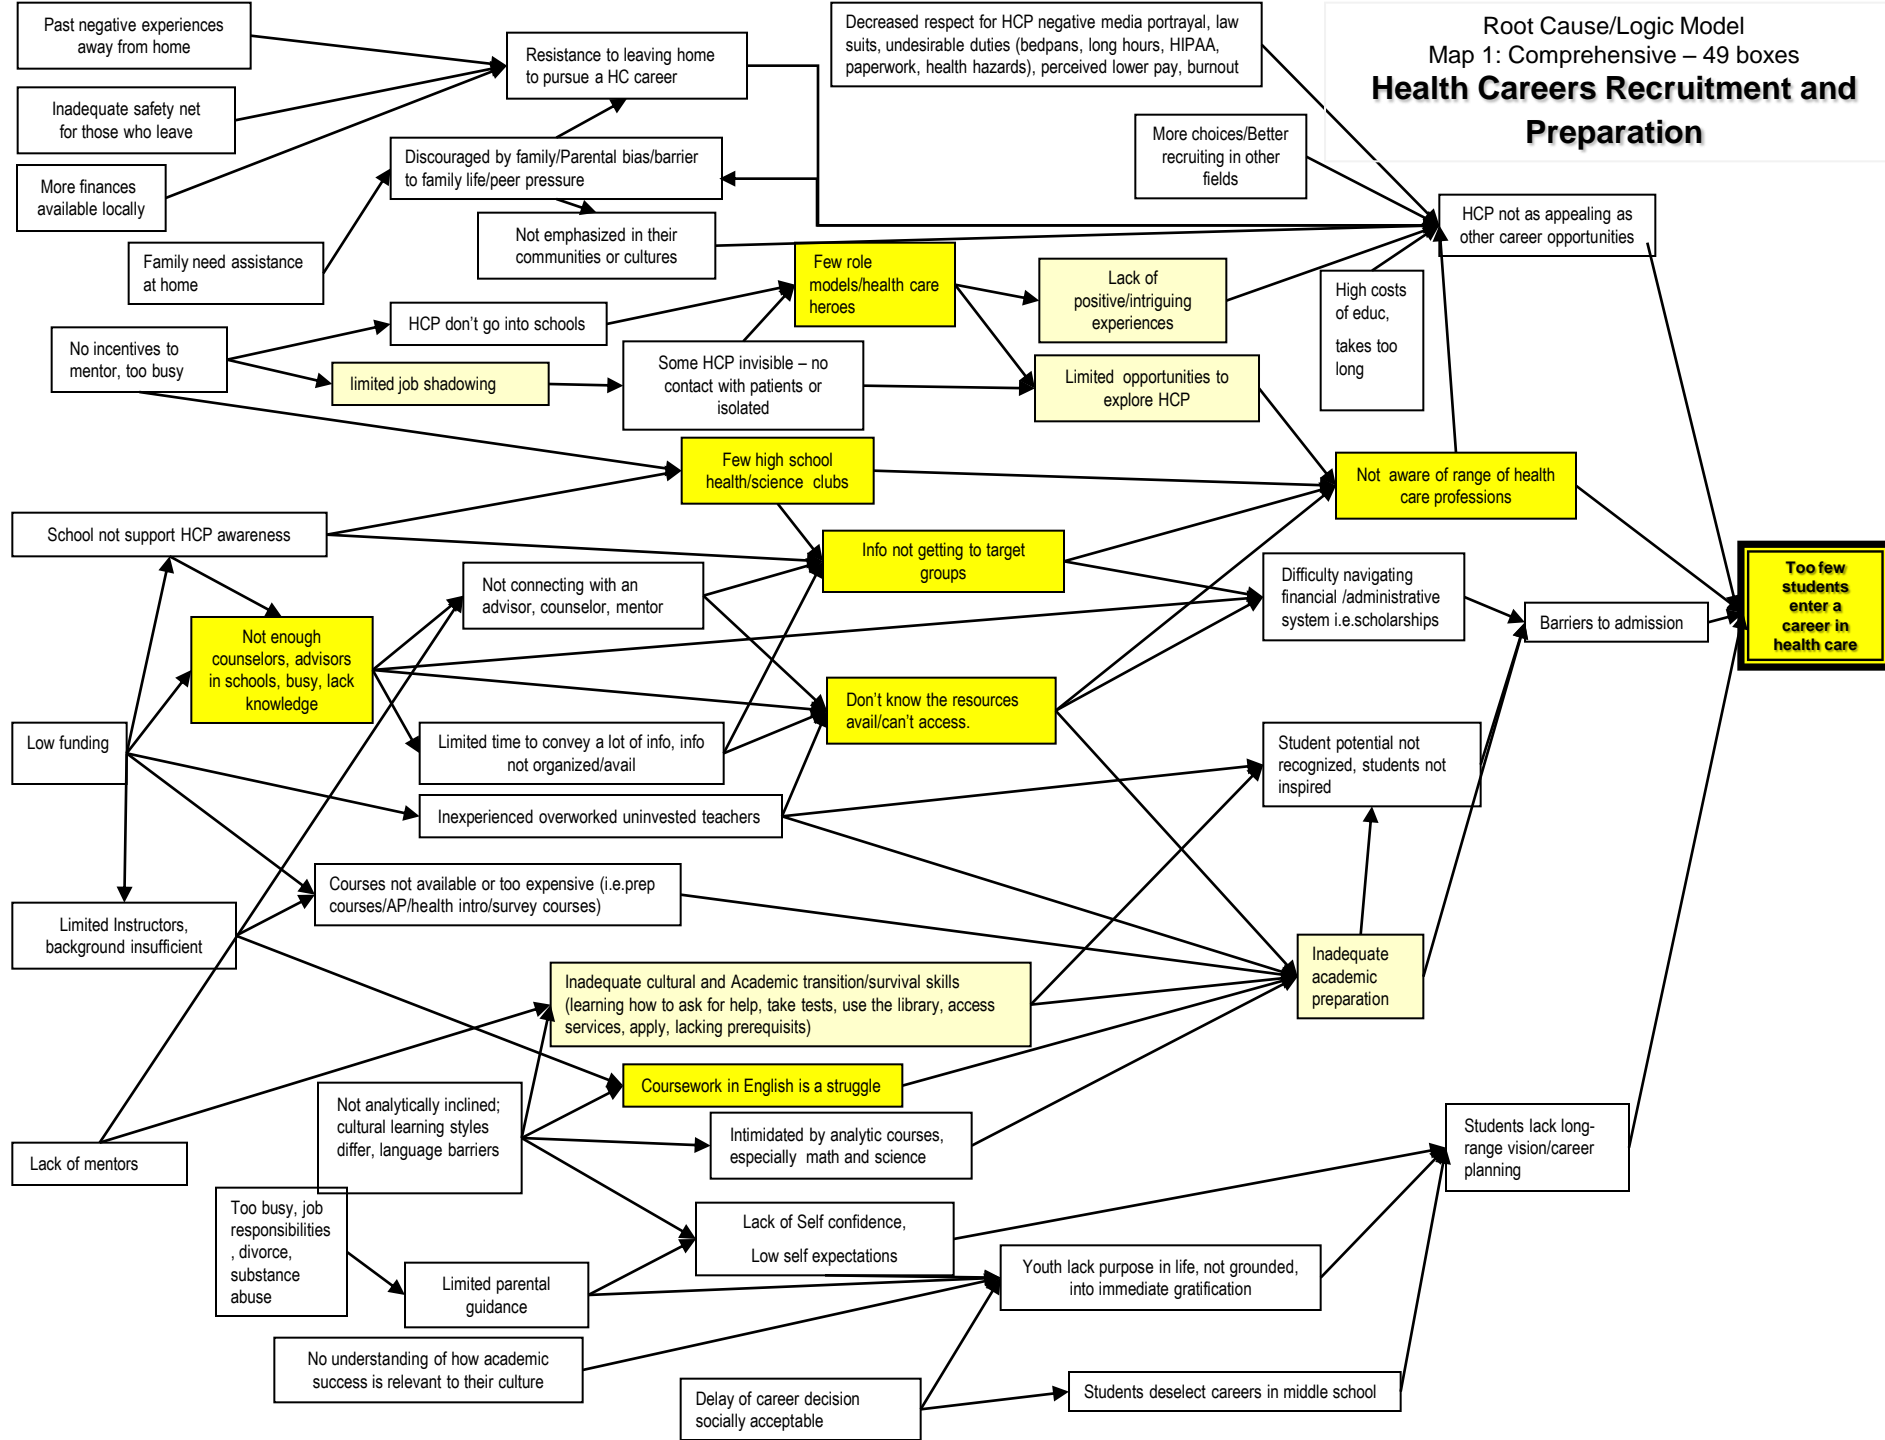 Root Cause/Logic Model
Map 1: Comprehensive – 49 boxes
Health Careers Recruitment and
Preparation
Past negative experiences
away from home
Inadequate safety net
for those who leave
More finances
available locally
Family need assistance
at home
Resistance to leaving home
to pursue a HC career
Discouraged by family/Parental bias/barrier
to family life/peer pressure
Not emphasized in their
communities or cultures
Decreased respect for HCP negative media portrayal, law
suits, undesirable duties (bedpans, long hours, HIPAA,
paperwork, health hazards), perceived lower pay, burnout
More choices/Better
recruiting in other
fields
HCP not as appealing as
other career opportunities
High costs
of educ,
takes too
long
No incentives to
mentor, too busy
HCP don't go into schools
limited job shadowing
Few role
models/health care
heroes
Some HCP invisible – no
contact with patients or
isolated
Lack of
positive/intriguing
experiences
Limited opportunities to
explore HCP
Few high school
health/science clubs
Not aware of range of health
care professions
School not support HCP awareness
Not enough
counselors, advisors
in schools, busy, lack
knowledge
Not connecting with an
advisor, counselor, mentor
Info not getting to target
groups
Difficulty navigating
financial /administrative
system i.e.scholarships
Barriers to admission
Too few
students
enter a
career in
health care
Low funding
Limited time to convey a lot of info, info
not organized/avail
Don't know the resources
avail/can't access.
Student potential not
recognized, students not
inspired
Inexperienced overworked uninvested teachers
Courses not available or too expensive (i.e.prep
courses/AP/health intro/survey courses)
Limited Instructors,
background insufficient
Inadequate cultural and Academic transition/survival skills
(learning how to ask for help, take tests, use the library, access
services, apply, lacking prerequisits)
Inadequate
academic
preparation
Coursework in English is a struggle
Not analytically inclined;
cultural learning styles
differ, language barriers
Intimidated by analytic courses,
especially math and science
Lack of mentors
Students lack long-
range vision/career
planning
Too busy, job
responsibilities
, divorce,
substance
abuse
Lack of Self confidence,
Low self expectations
Limited parental
guidance
Youth lack purpose in life, not grounded,
into immediate gratification
No understanding of how academic
success is relevant to their culture
Delay of career decision
socially acceptable
Students deselect careers in middle school